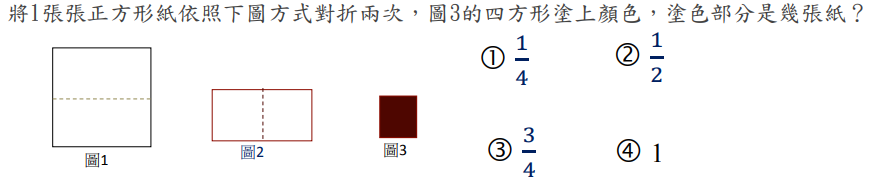 將1張張正方形紙依照下圖方式對折兩次，圖3的四方形塗上顏色，塗色部分是幾張紙？
① 1/4 ② 1/2
③ 3/4 ④ 1
圖1 圖2 圖3